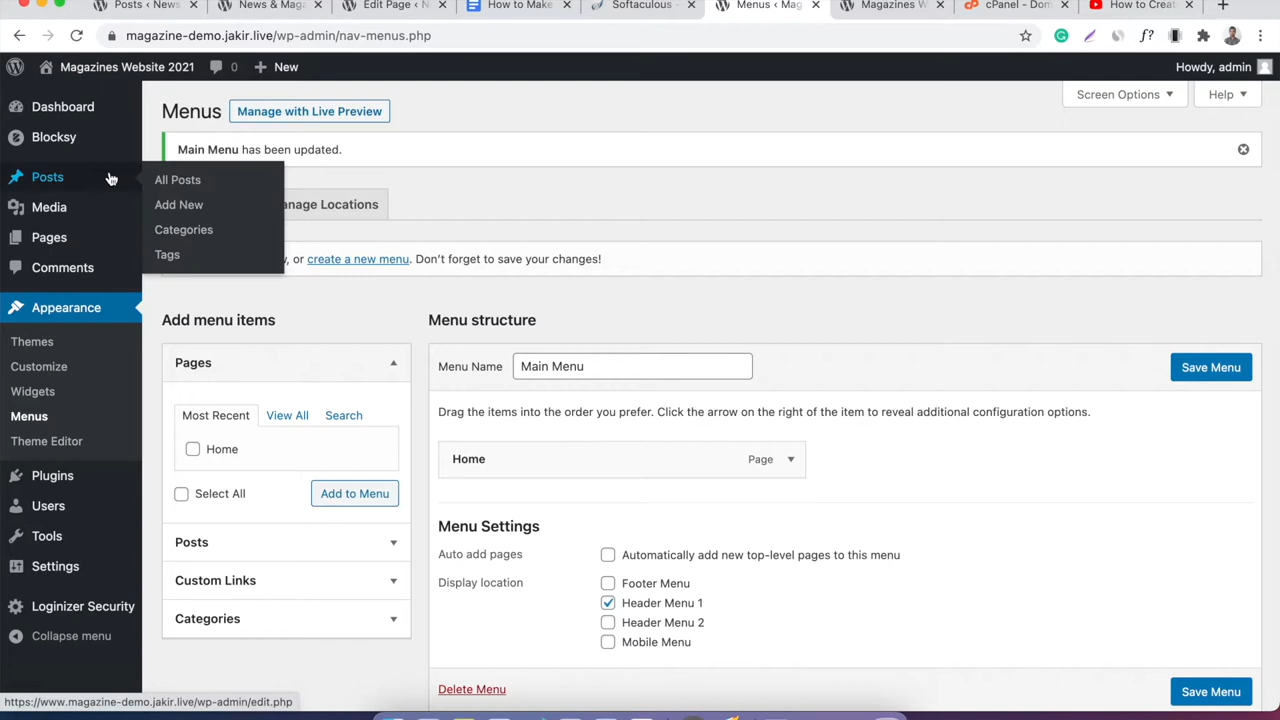 Posts ‹ News
News & Maga
Edit Page ‹ N
How to Make
Softaculous
Menus ‹ Mag
Magazines W
cPanel - Dom
How to Creat
magazine-demo.jakir.live/wp-admin/nav-menus.php
f?
Magazines Website 2021
0
New
Howdy, admin
Dashboard
Blocksy
Posts
Media
Pages
Comments
Appearance
Themes
Customize
Widgets
Menus
Theme Editor
Plugins
Users
Tools
Settings
Loginizer Security
Collapse menu
All Posts
Add New
Categories
Tags
Menus
Manage with Live Preview
Screen Options
Help
Main Menu has been updated.
anage Locations
, or create a new menu. Don't forget to save your changes!
Add menu items
Pages
Most Recent
View All
Search
Home
Select All
Add to Menu
Posts
Custom Links
Categories
Menu structure
Menu Name
Main Menu
Save Menu
Drag the items into the order you prefer. Click the arrow on the right of the item to reveal additional configuration options.
Home
Page
Menu Settings
Auto add pages
Automatically add new top-level pages to this menu
Display location
Footer Menu
Header Menu 1
Header Menu 2
Mobile Menu
Delete Menu
Save Menu
https://www.magazine-demo.jakir.live/wp-admin/edit.php